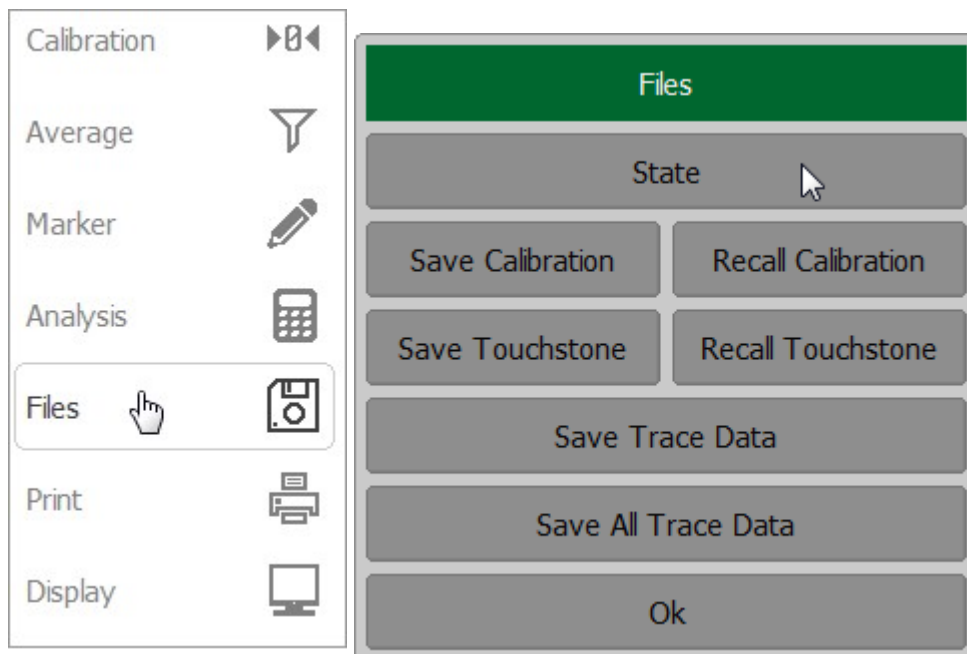 Calibration
Average
Marker
Analysis
Files
Print
Display
Files
State
Save Calibration
Recall Calibration
Save Touchstone
Recall Touchstone
Save Trace Data
Save All Trace Data
Ok